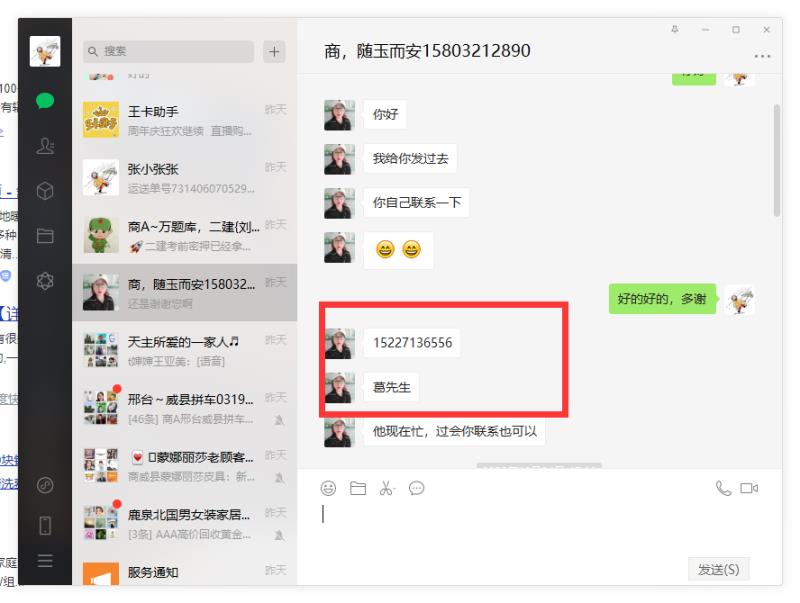 搜索
王卡助手
昨天
周年庆狂欢继续 直播购...
张小张张
昨天
运送单号731406070529...
商A~万题库，二建{刘...
昨天
🚀二建考前密押已经拿...
商，随玉而安158032...
昨天
还是谢谢您啊
天主所爱的一家人♬
昨天
t婶婶王亚美：[语音]
邢台～威县拼车0319...
昨天
[46条] 商A邢台威县拼车...
蒙娜丽莎老顾客...
昨天
商威县蒙娜丽莎皮具：新...
鹿泉北国男女装家居...
昨天
[3条] AAA高价回收黄金...
服务通知
昨天
商，随玉而安15803212890
你好
我给你发过去
你自己联系一下
😄😄
好的好的，多谢
15227136556
葛先生
他现在忙，过会你联系也可以
发送(S)